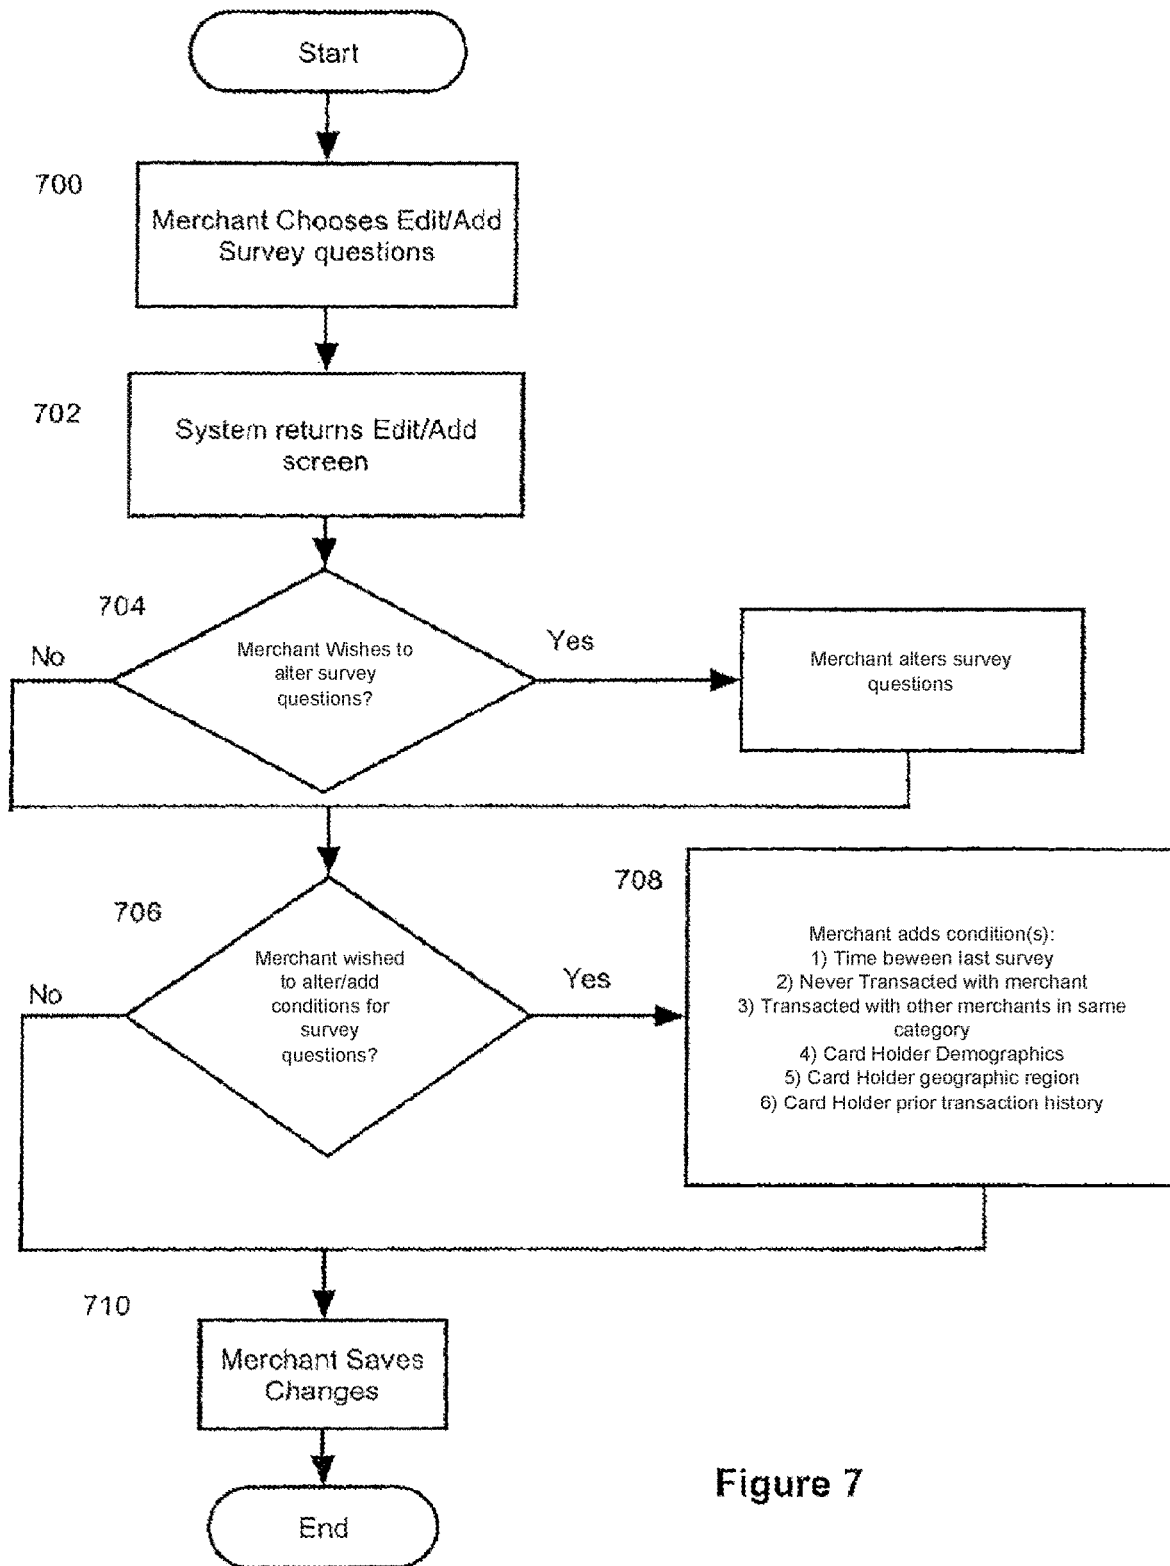 Start
700
Merchant Chooses Edit/Add
Survey questions
702
System returns Edit/Add
screen
704
No
Merchant Wishes to
alter survey
questions?
Yes
Merchant alters survey
questions
706
No
Merchant wished
to alter/add
conditions for
survey
questions?
Yes
708
Merchant adds condition(s):
1) Time beween last survey
2) Never Transacted with merchant
3) Transacted with other merchants in same
category
4) Card Holder Demographics
5) Card Holder geographic region
6) Card Holder prior transaction history
710
Merchant Saves
Changes
End
Figure 7